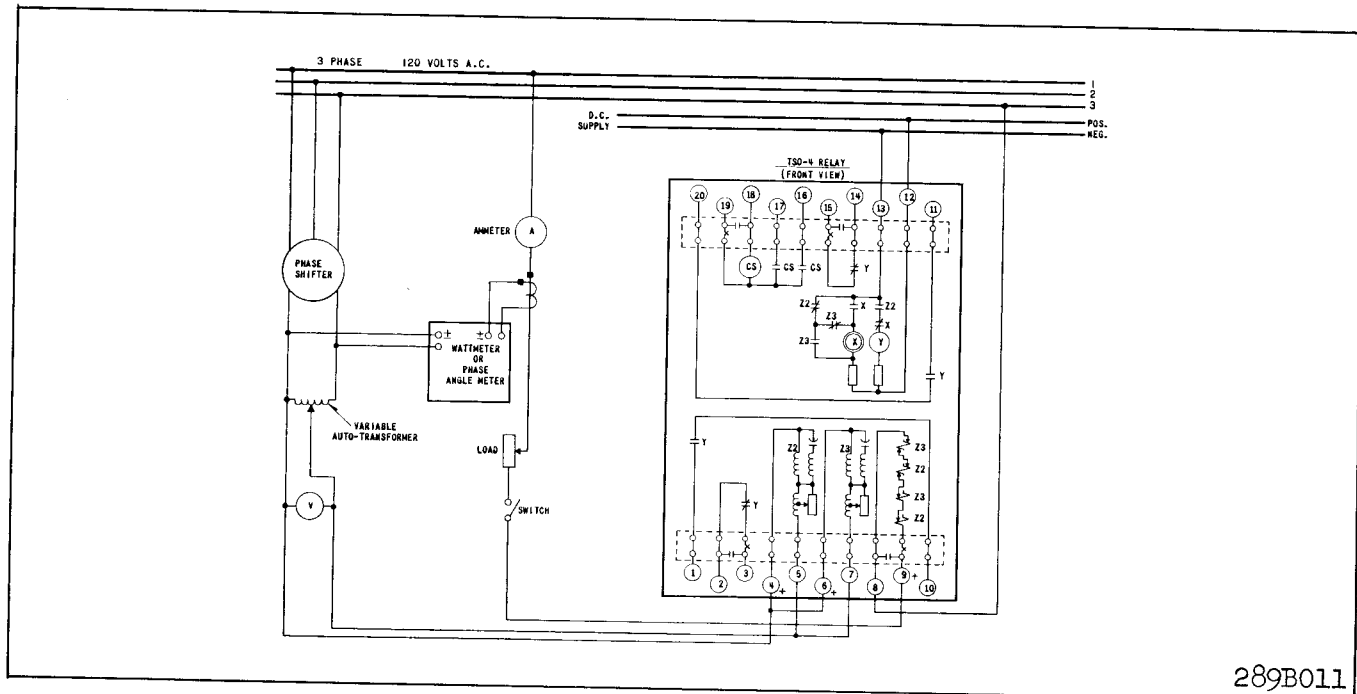 3 PHASE 120 VOLTS A.C.
1
2
3
D.C.
SUPPLY
POS.
NEG.
TSO-4 RELAY
(FRONT VIEW)
20
19
18
17
16
15
14
13
12
11
AMMETER
A
PHASE
SHIFTER
CS
CS
CS
Y
Z2
X
Z2
Z3
X
Z3
X
Y
Y
± ±
WATTMETER
OR
PHASE
ANGLE METER
VARIABLE
AUTO-TRANSFORMER
LOAD
Y
Z2
Z3
Z3
Z2
Z3
Z2
V
SWITCH
Y
1
2
3
4 +
5
6 +
7
8
9 +
10
289B011